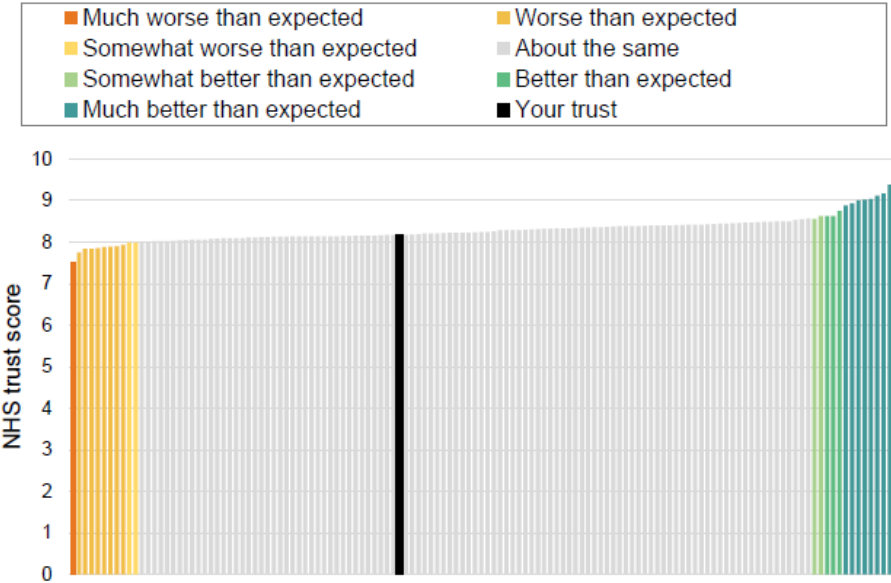 Much worse than expected
Worse than expected
Somewhat worse than expected
About the same
Somewhat better than expected
Better than expected
Much better than expected
Your trust
10
9
8
7
6
5
4
3
2
1
0
NHS trust score